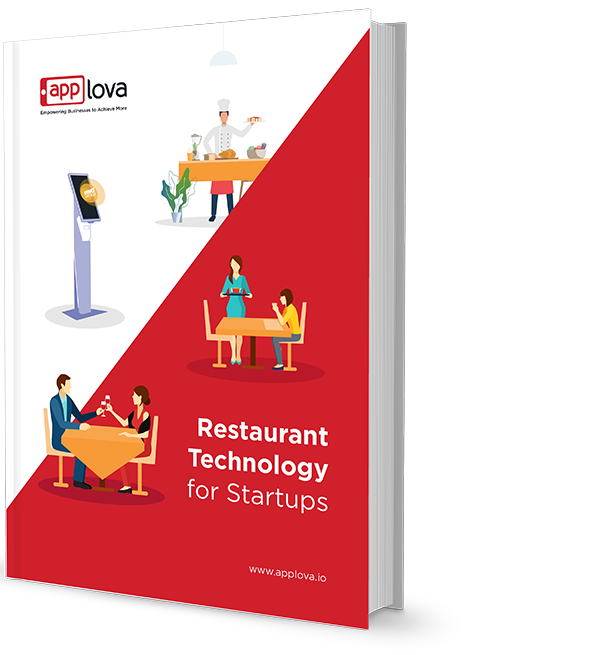 app lova
Empowering Businesses to Achieve More
Restaurant
Technology
for Startups
www.applova.io